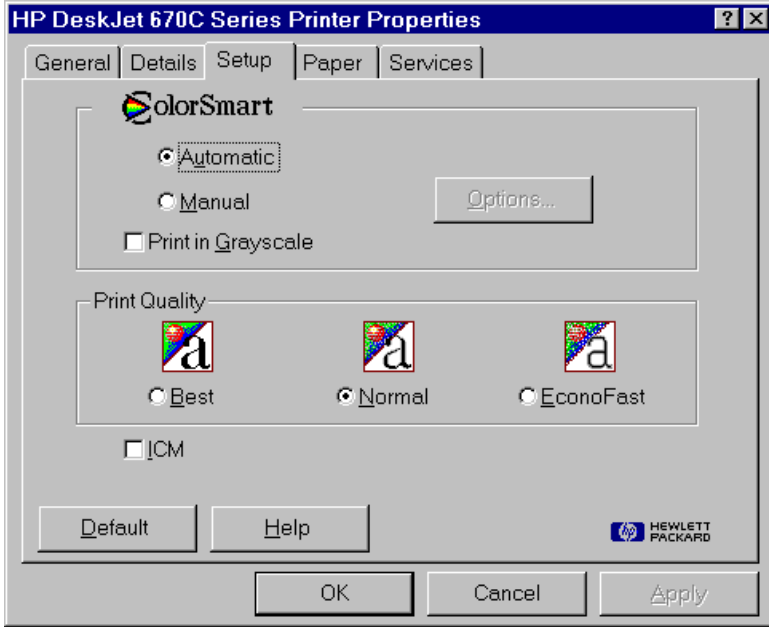 HP DeskJet 670C Series Printer Properties
General Details Setup Paper Services
ColorSmart
Automatic
Manual
Options...
Print in Grayscale
Print Quality
a a a
Best Normal EconoFast
ICM
Default Help
hp HEWLETT
PACKARD
OK Cancel Apply